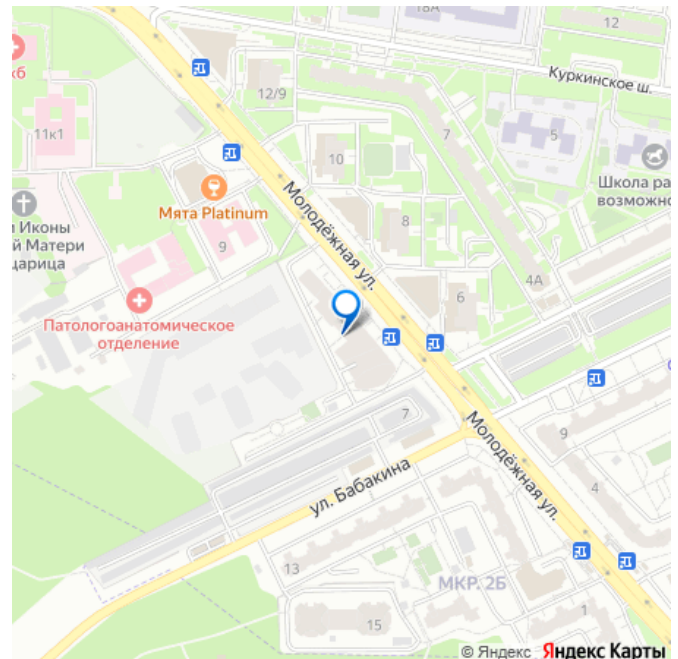 18А
12
Куркинское ш.
кб
12/9
11к1
7
5
10
Школа ра
возможно
Мята Platinum
Молодёжная ул.
и Иконы
й Матери
царица
9
8
4А
6
Патологоанатомическое
отделение
7
Молодёжная ул.
9
ул. Бабакина
4
13
МКР. 2Б
1
15
© Яндекс Яндекс Карты